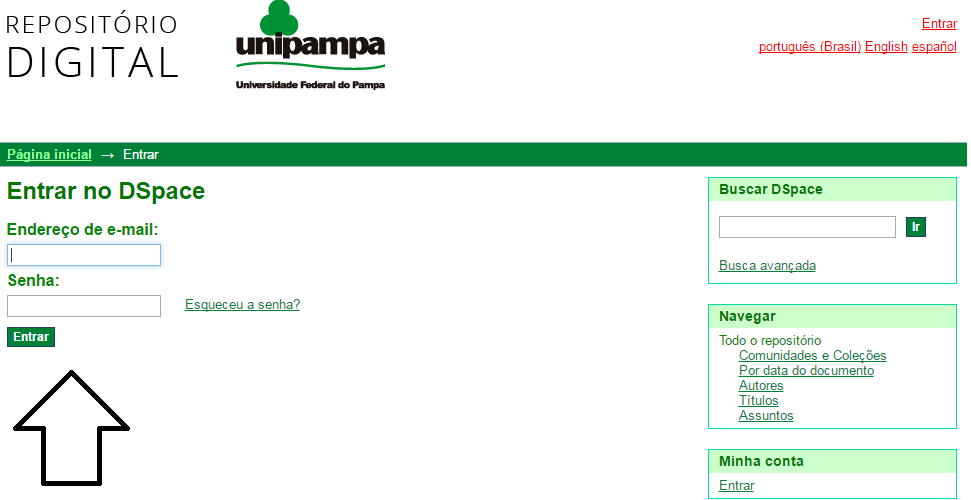 REPOSITÓRIO
DIGITAL
unipampa
Universidade Federal do Pampa
Entrar
português (Brasil) English español
Página inicial → Entrar
Entrar no DSpace
Endereço de e-mail:
Senha:
Esqueceu a senha?
Entrar
Buscar DSpace
Ir
Busca avançada
Navegar
Todo o repositório
Comunidades e Coleções
Por data do documento
Autores
Títulos
Assuntos
Minha conta
Entrar